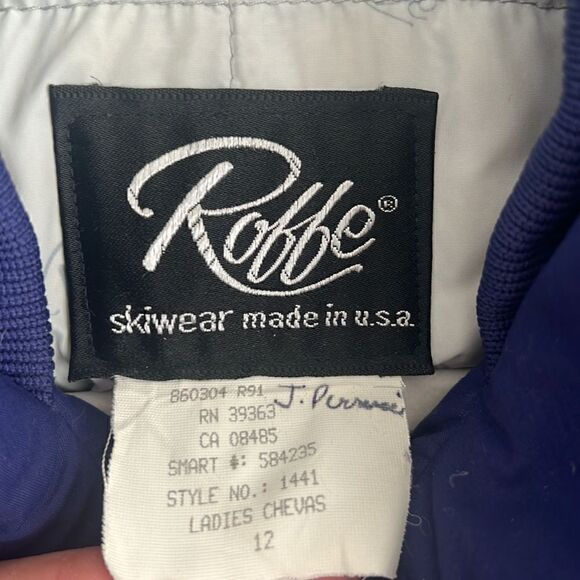 Roffe®
skiwear made in u.s.a.
860304 R91
RN 39363 J.
CA 08485
SMART #: 584235
STYLE NO.: 1441
LADIES CHEVAS
12